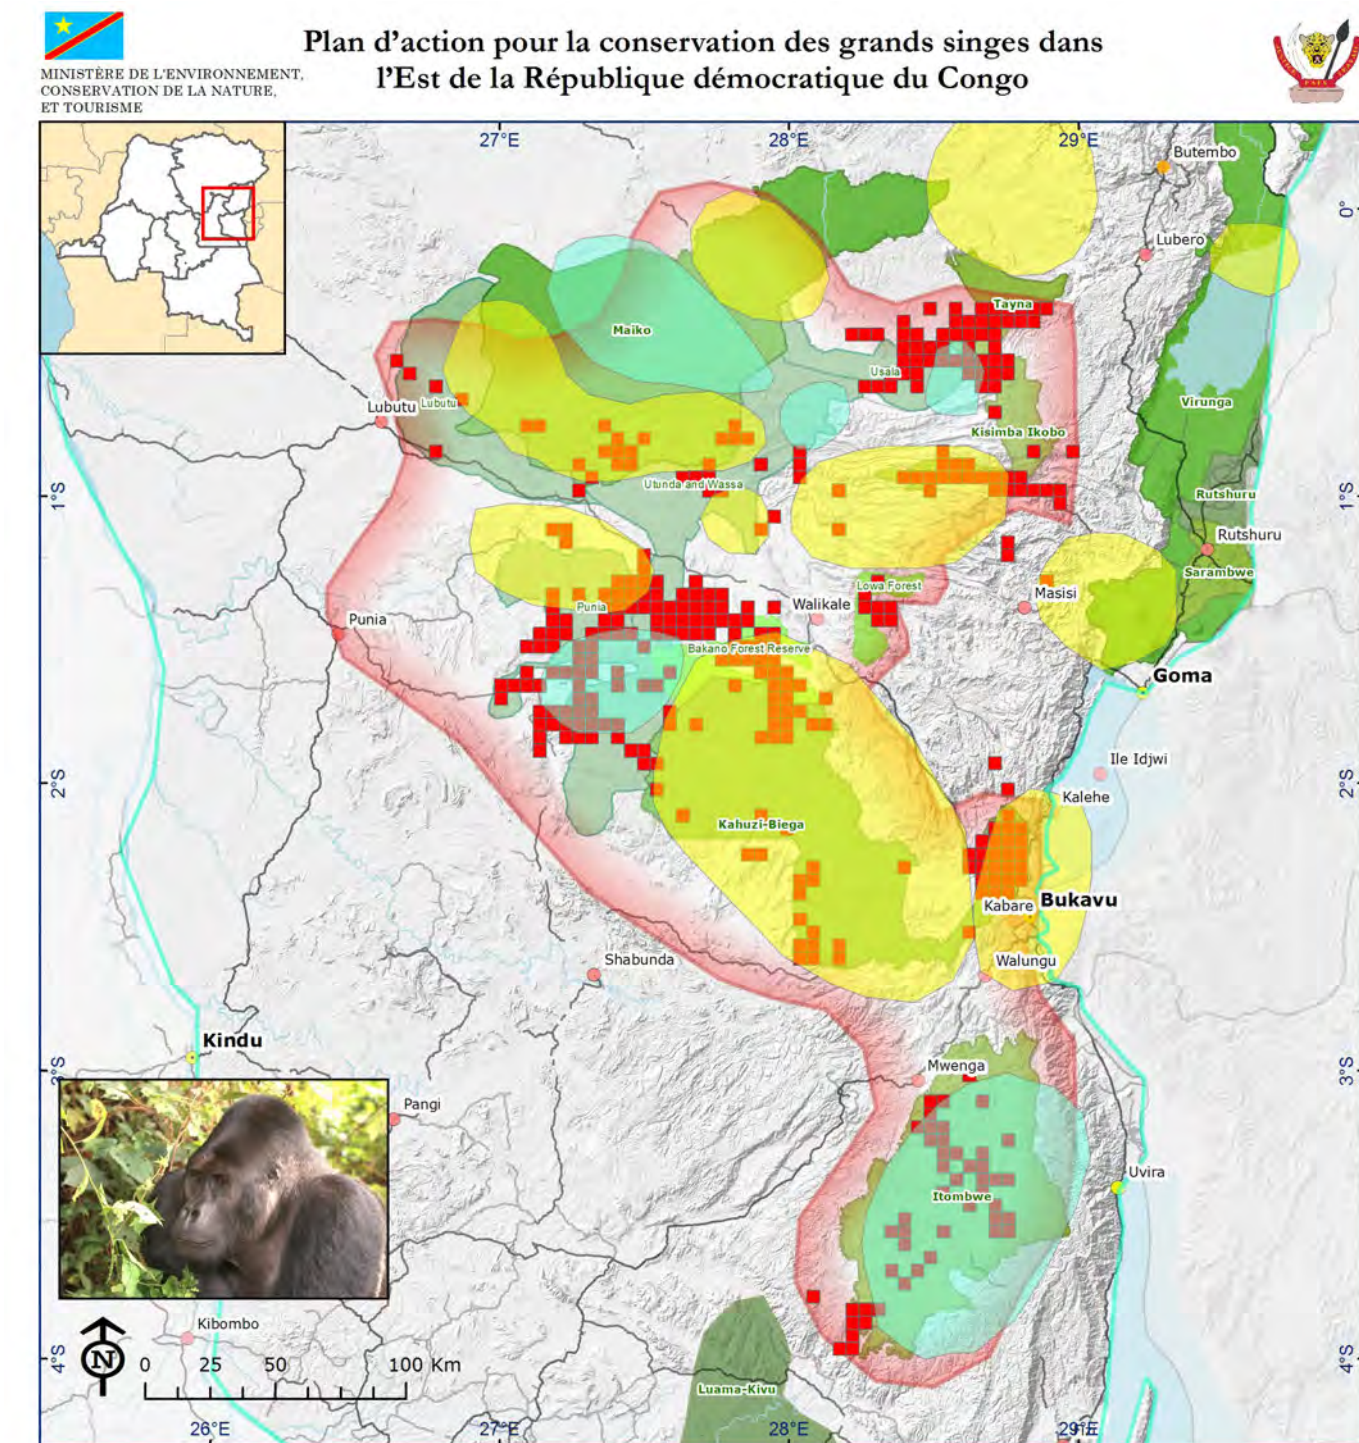 Plan d'action pour la conservation des grands singes dans
l'Est de la République démocratique du Congo
MINISTÈRE DE L'ENVIRONNEMENT,
CONSERVATION DE LA NATURE,
ET TOURISME
27°E
28°E
29°E
Butembo
0°
Lubero
Tayna
Maiko
Usala
Virunga
Lubutu
Lubutu
Kisimba Ikobo
Utunda and Wassa
1°S
1°S
Rutshuru
Rutshuru
Sarambwe
Lowa Forest
Masisi
Punia
Walikale
Punia
Bakano Forest Reserve
Goma
Ile Idjwi
2°S
2°S
Kalehe
Kahuzi-Biega
Kabare
Bukavu
Walungu
Shabunda
Kindu
3°S
3°S
Mwenga
Pangi
Uvira
Itombwe
Kibombo
N
0 25 50 100 Km
4°S
4°S
Luama-Kivu
26°E
27°E
28°E
29°E